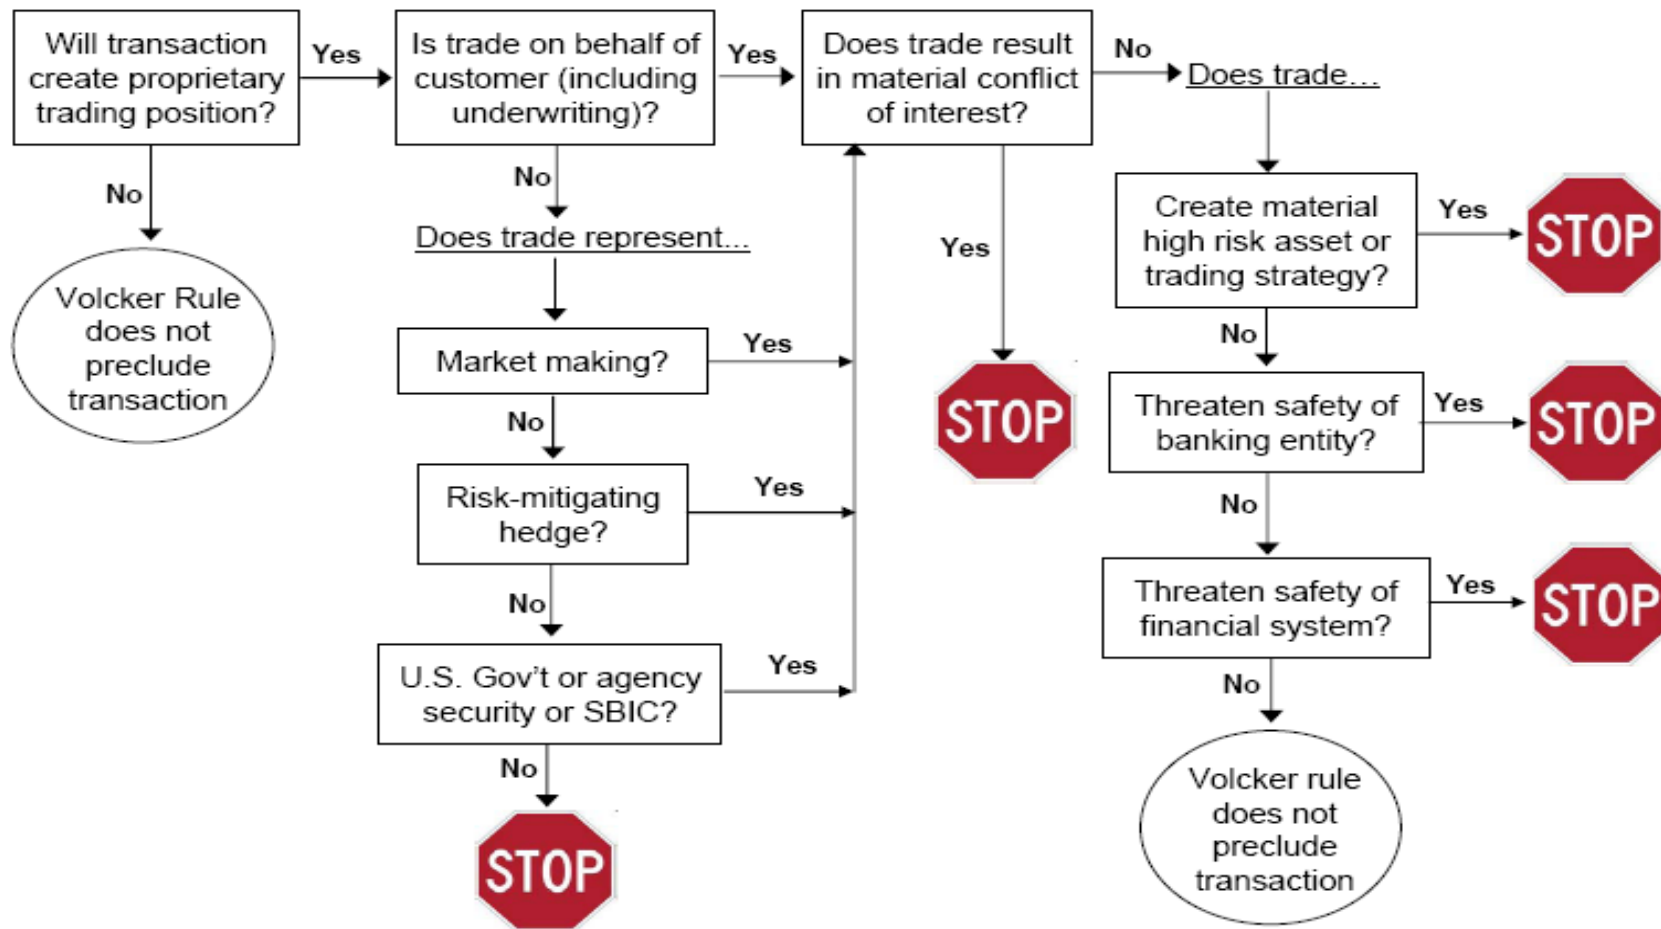 Will transaction
create proprietary
trading position?
Yes
Is trade on behalf of
customer (including
underwriting)?
Yes
Does trade result
in material conflict
of interest?
No
Does trade...
No
Volcker Rule
does not
preclude
transaction
No
Does trade represent...
Market making?
Yes
No
Risk-mitigating
hedge?
Yes
No
U.S. Gov't or agency
security or SBIC?
Yes
No
STOP
Yes
STOP
Create material
high risk asset or
trading strategy?
Yes
STOP
No
Threaten safety of
banking entity?
Yes
STOP
No
Threaten safety of
financial system?
Yes
STOP
No
Volcker rule
does not
preclude
transaction